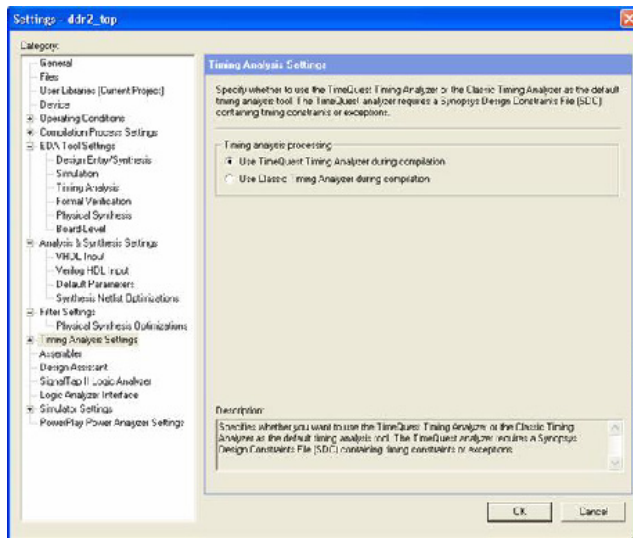 Settings - ddr2_top
Category:
General
Files
User Libraries (Current Project)
Device
Operating Conditions
Compilation Process Settings
EDA Tool Settings
Design Entry/Synthesis
Simulation
Timing Analysis
Formal Verification
Physical Synthesis
Board-Level
Analysis & Synthesis Settings
VHDL Input
Verilog HDL Input
Default Parameters
Synthesis Netlist Optimizations
Fitter Settings
Physical Synthesis Optimizations
Timing Analysis Settings
Assembler
Design Assistant
SignalTap II Logic Analyzer
Logic Analyzer Interface
Simulator Settings
PowerPlay Power Analyzer Settings
Timing Analysis Settings
Specify whether to use the TimeQuest Timing Analyzer or the Classic Timing Analyzer as the default
timing analysis tool. The TimeQuest analyzer requires a Synopsys Design Constraints File (SDC)
containing timing constraints or exceptions.
Timing analysis processing
Use TimeQuest Timing Analyzer during compilation
Use Classic Timing Analyzer during compilation
Description:
Specifies whether you want to use the TimeQuest Timing Analyzer or the Classic Timing
Analyzer as the default timing analysis tool. The TimeQuest analyzer requires a Synopsys
Design Constraints File (SDC) containing timing constraints or exceptions.
OK
Cancel